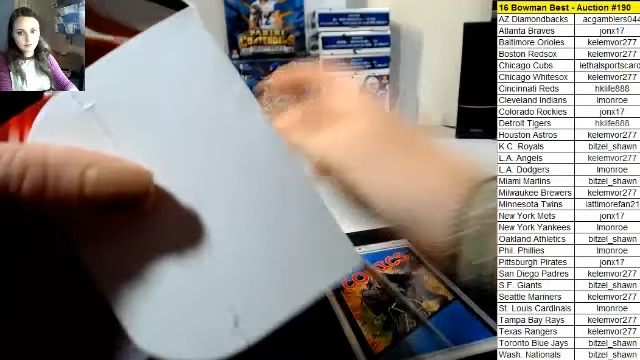 PANINI
CONTENDERS
16 Bowman Best - Auction #190
AZ Diamondbacks acgamblers044
Atlanta Braves jonx17
Baltimore Orioles kelemvor277
Boston Redsox kelemvor277
Chicago Cubs lethalsportscard
Chicago Whitesox kelemvor277
Cincinnati Reds hklife888
Cleveland Indians lmonroe
Colorado Rockies jonx17
Detroit Tigers hklife888
Houston Astros kelemvor277
K.C. Royals bitzel_shawn
L.A. Angels kelemvor277
L.A. Dodgers lmonroe
Miami Marlins bitzel_shawn
Milwaukee Brewers kelemvor277
Minnesota Twins lattimorefan21
New York Mets jonx17
New York Yankees lmonroe
Oakland Athletics bitzel_shawn
Phil. Phillies lmonroe
Pittsburgh Pirates jonx17
San Diego Padres kelemvor277
S.F. Giants bitzel_shawn
Seattle Mariners kelemvor277
St. Louis Cardinals lmonroe
Tampa Bay Rays kelemvor277
Texas Rangers kelemvor277
Toronto Blue Jays bitzel_shawn
Wash. Nationals bitzel_shawn